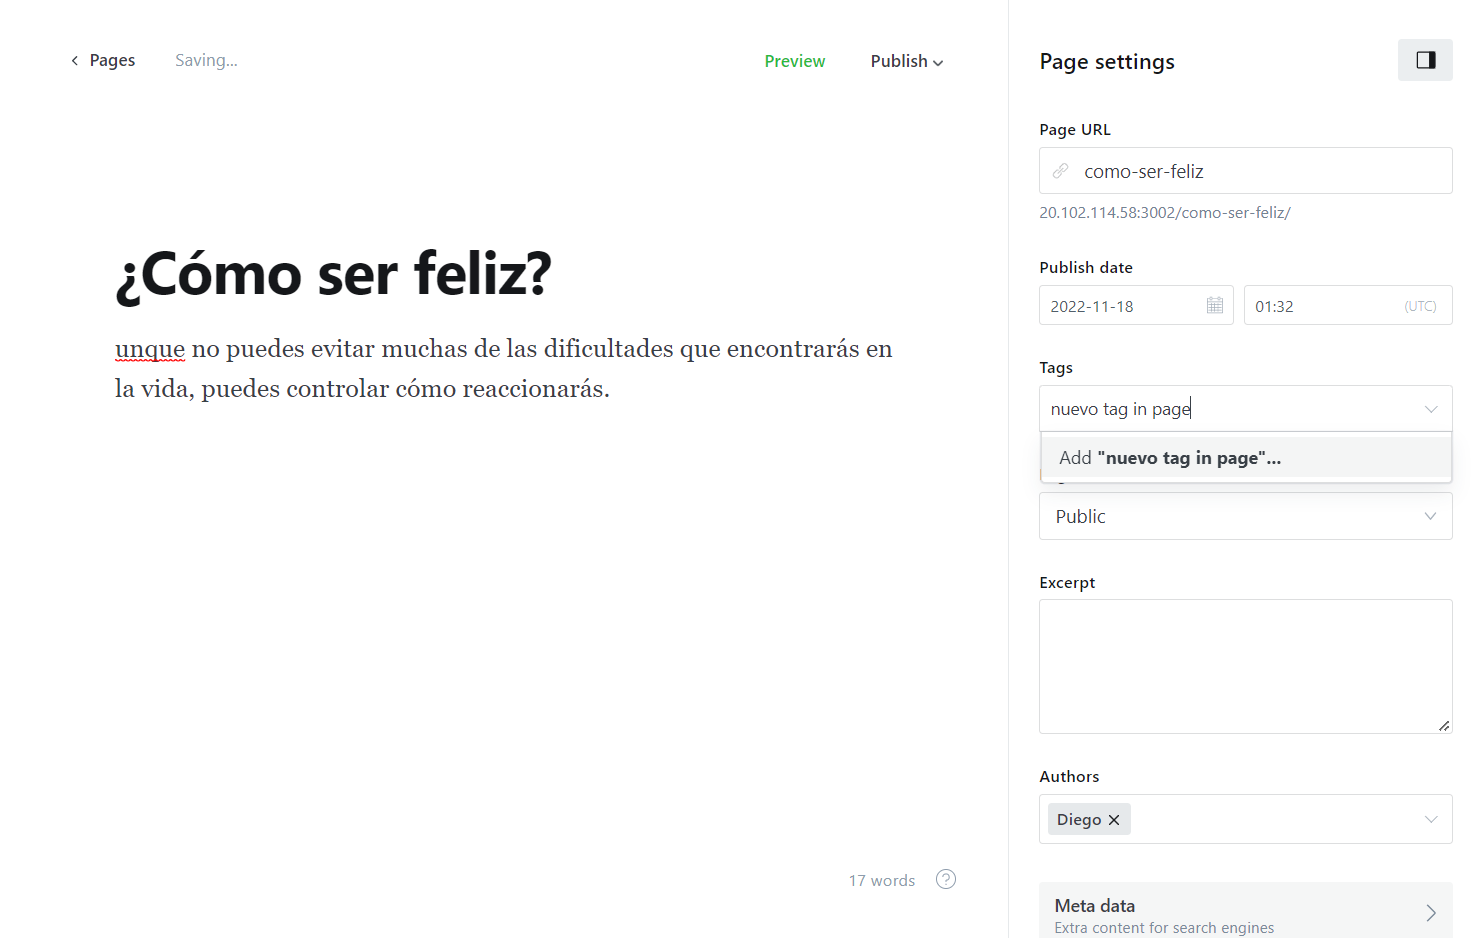 Pages
Saving...
Preview
Publish
¿Cómo ser feliz?
unque no puedes evitar muchas de las dificultades que encontrarás en
la vida, puedes controlar cómo reaccionarás.
17 words
?
Page settings
Page URL
como-ser-feliz
20.102.114.58:3002/como-ser-feliz/
Publish date
2022-11-18
01:32
(UTC)
Tags
nuevo tag in page
Add "nuevo tag in page"...
Public
Excerpt
Authors
Diego
Meta data
Extra content for search engines